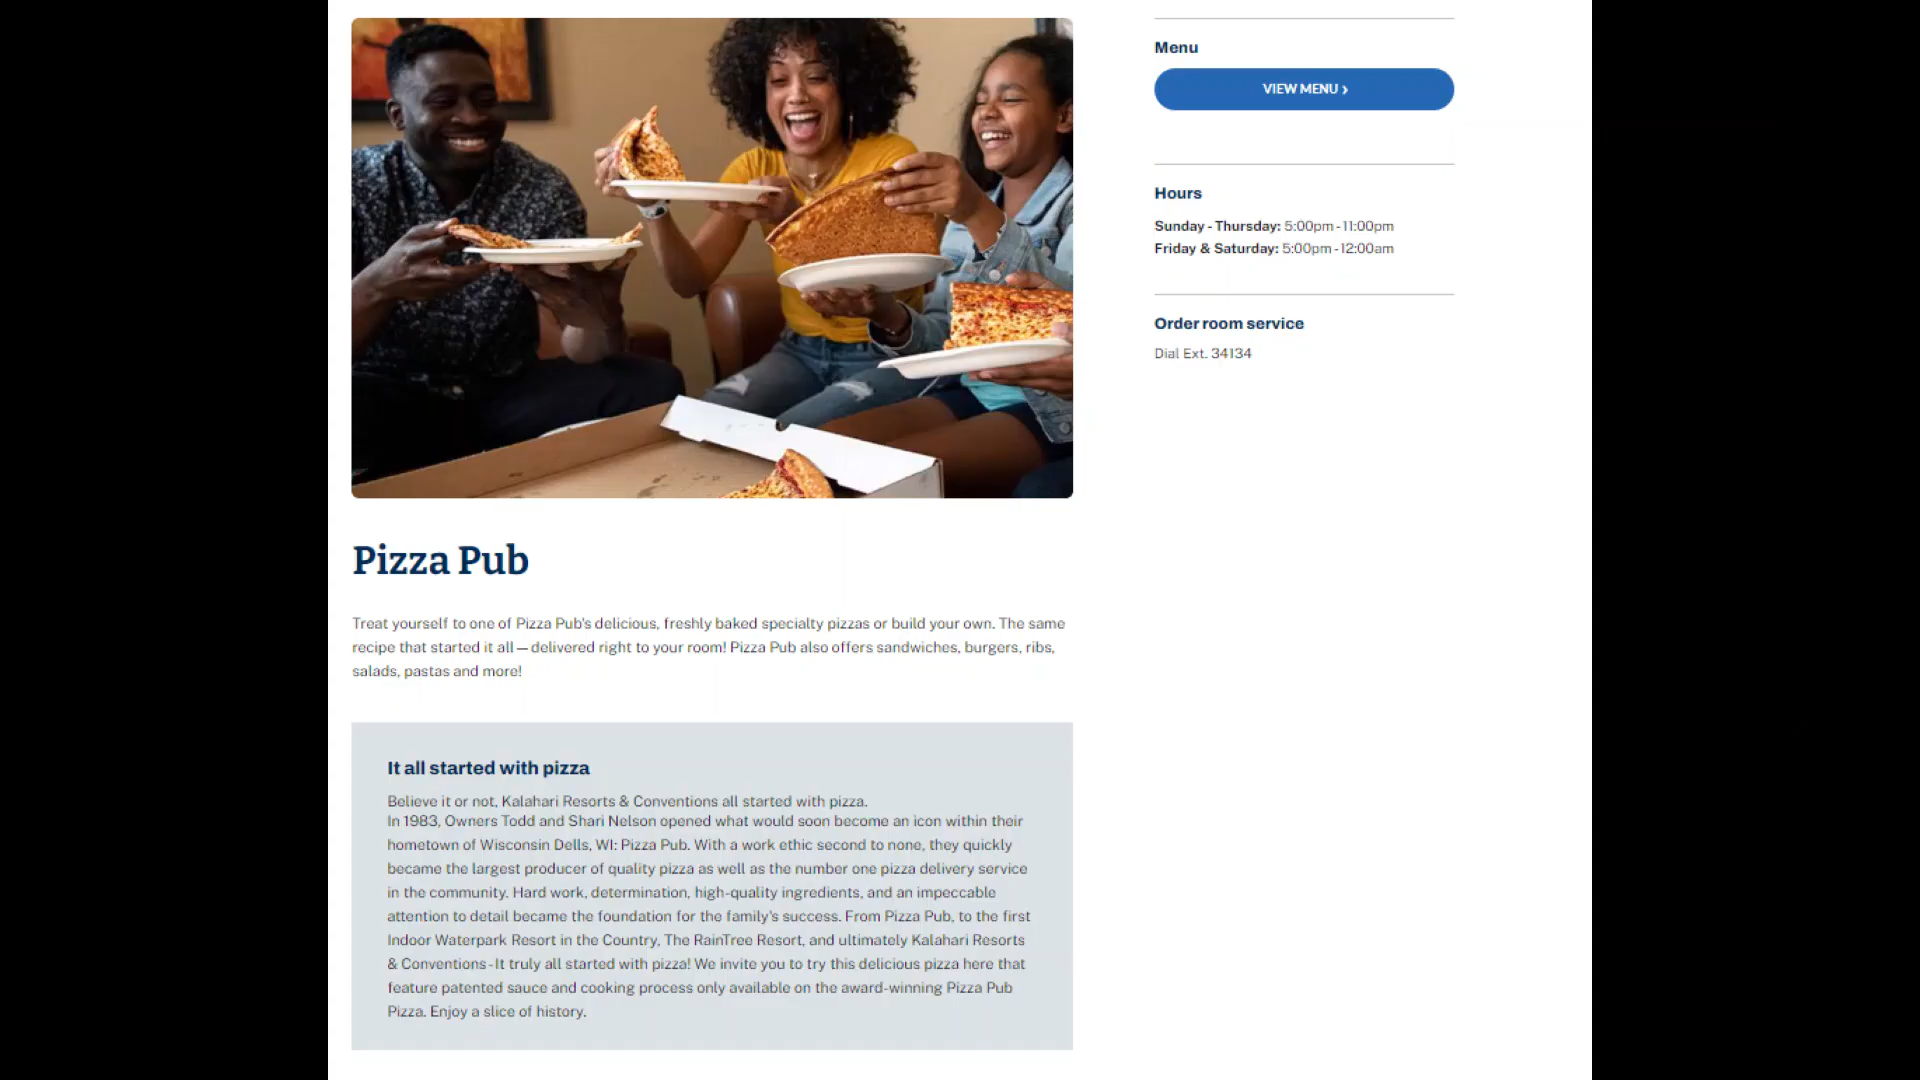 Menu
VIEW MENU ›
Hours
Sunday - Thursday: 5:00pm - 11:00pm
Friday & Saturday: 5:00pm - 12:00am
Order room service
Dial Ext. 34134
Pizza Pub
Treat yourself to one of Pizza Pub's delicious, freshly baked specialty pizzas or build your own. The same
recipe that started it all — delivered right to your room! Pizza Pub also offers sandwiches, burgers, ribs,
salads, pastas and more!
It all started with pizza
Believe it or not, Kalahari Resorts & Conventions all started with pizza.
In 1983, Owners Todd and Shari Nelson opened what would soon become an icon within their
hometown of Wisconsin Dells, WI: Pizza Pub. With a work ethic second to none, they quickly
became the largest producer of quality pizza as well as the number one pizza delivery service
in the community. Hard work, determination, high-quality ingredients, and an impeccable
attention to detail became the foundation for the family's success. From Pizza Pub, to the first
Indoor Waterpark Resort in the Country, The RainTree Resort, and ultimately Kalahari Resorts
& Conventions - It truly all started with pizza! We invite you to try this delicious pizza here that
feature patented sauce and cooking process only available on the award-winning Pizza Pub
Pizza. Enjoy a slice of history.